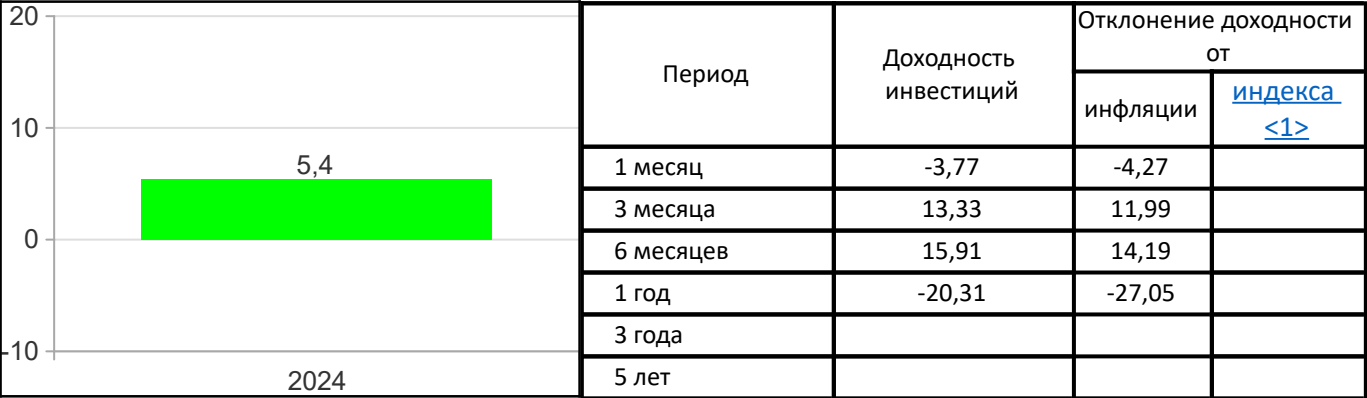 20
10
0
-10
5,4
2024
Период
Доходность
инвестиций
Отклонение доходности
от
инфляции
индекса
<1>
1 месяц -3,77 -4,27
3 месяца 13,33 11,99
6 месяцев 15,91 14,19
1 год -20,31 -27,05
3 года
5 лет